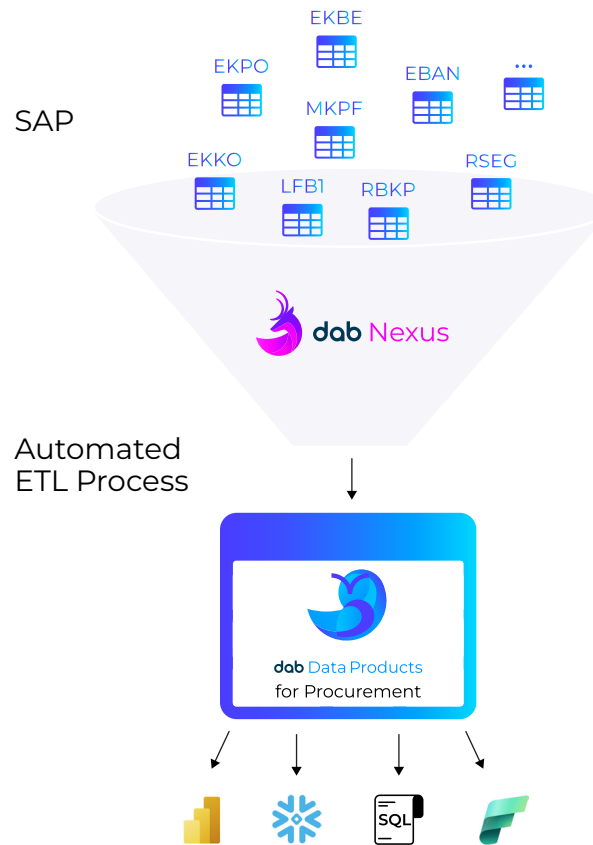 EKBE
EKPO
EBAN
...
MKPF
SAP
EKKO
RSEG
LFB1
RBKP
dab Nexus
Automated
ETL Process
dab Data Products
for Procurement
SQL